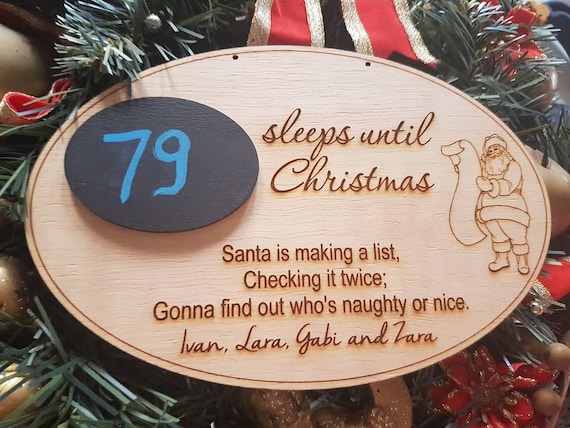 79
sleeps until
Christmas
Santa is making a list,
Checking it twice;
Gonna find out who's naughty or nice.
Ivan, Lara, Gabi and Zara